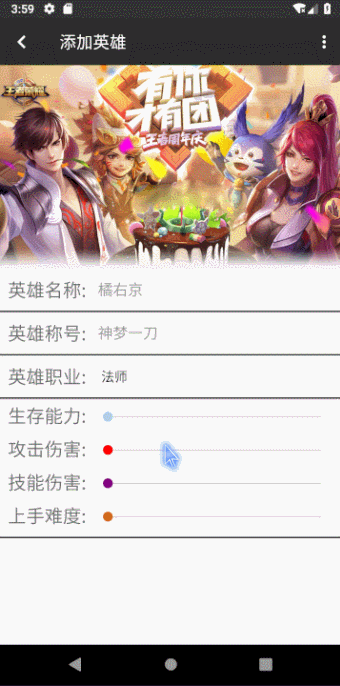 3:59
添加英雄
王者荣耀
有你
才有团
王者周年庆
英雄名称: 橘右京
英雄称号: 神梦一刀
英雄职业: 法师
生存能力:
攻击伤害:
技能伤害:
上手难度: